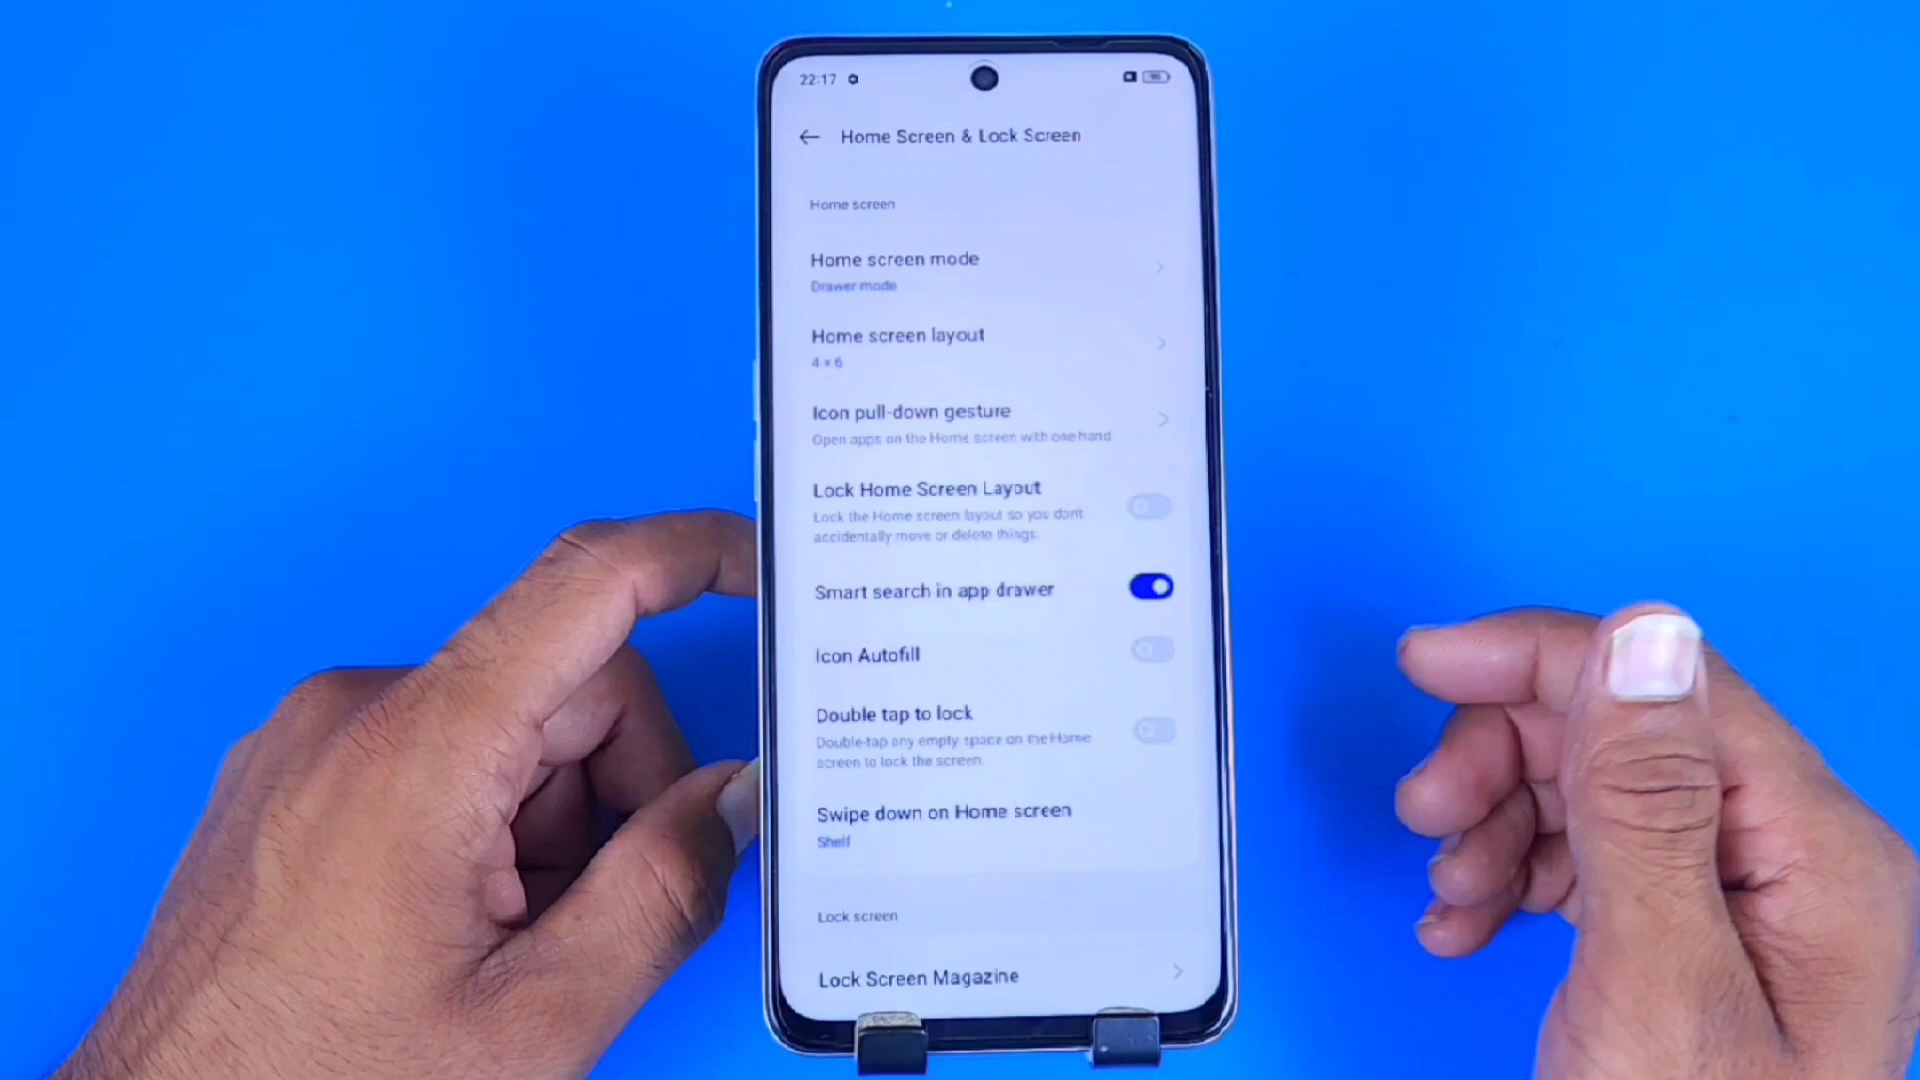 22:17
90
Home Screen & Lock Screen
Home screen
Home screen mode
Drawer mode
Home screen layout
4 × 6
Icon pull-down gesture
Open apps on the Home screen with one hand.
Lock Home Screen Layout
Lock the Home screen layout so you don't
accidentally move or delete things.
Smart search in app drawer
Icon Autofill
Double tap to lock
Double-tap any empty space on the Home
screen to lock the screen.
Swipe down on Home screen
Shelf
Lock screen
Lock Screen Magazine